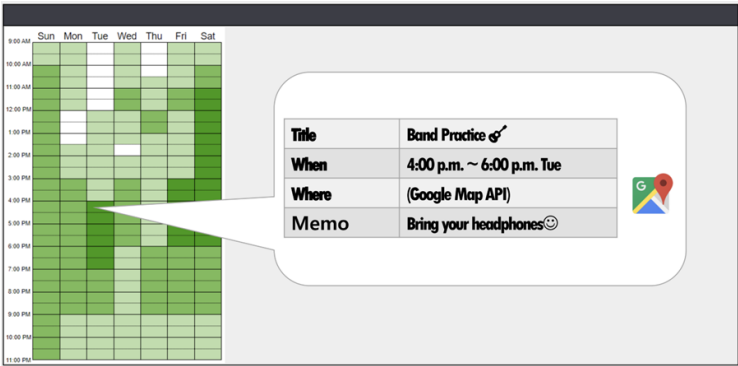 Sun Mon Tue Wed Thu Fri Sat
9:00 AM
10:00 AM
11:00 AM
12:00 PM
1:00 PM
2:00 PM
3:00 PM
4:00 PM
5:00 PM
6:00 PM
7:00 PM
8:00 PM
9:00 PM
10:00 PM
11:00 PM
Title Band Practice 🎸
When 4:00 p.m. ~ 6:00 p.m. Tue
Where (Google Map API)
Memo Bring your headphones☺
G